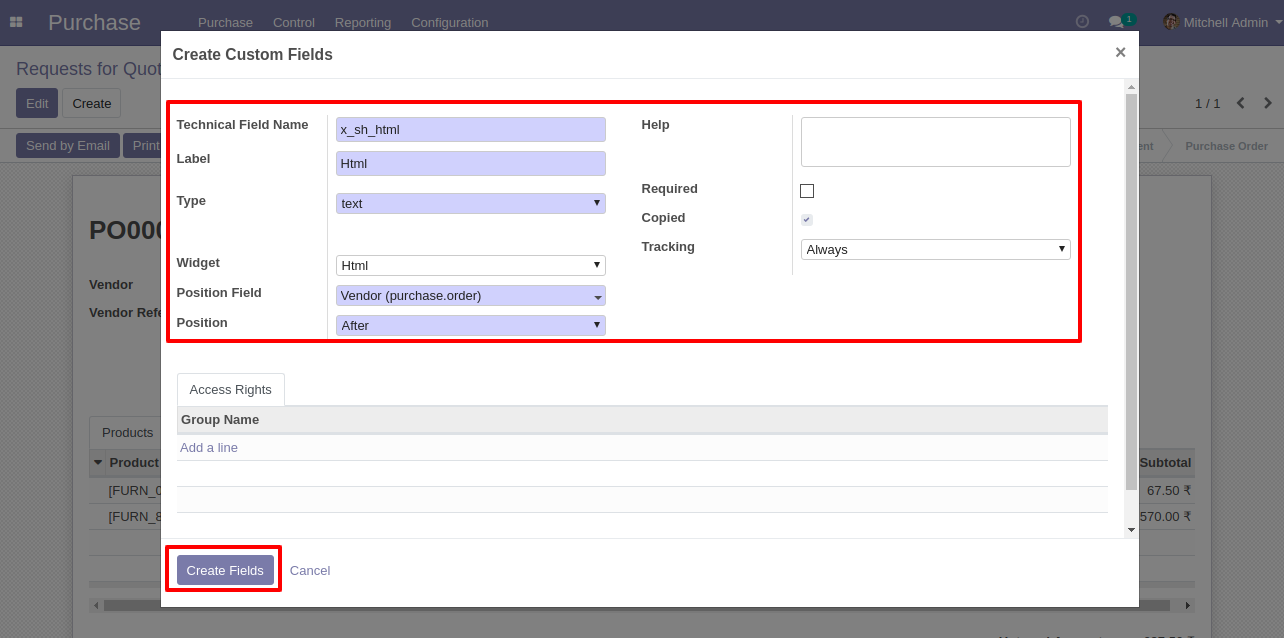 Purchase
Purchase Control Reporting Configuration
1
Mitchell Admin
Requests for Quot
Edit Create
1 / 1
Send by Email Print
Purchase Order
PO000
Vendor
Vendor Refe
Products
Product
Subtotal
67.50 ₹
570.00 ₹
Create Custom Fields
×
Technical Field Name x_sh_html
Label Html
Type text
Widget Html
Position Field Vendor (purchase.order)
Position After
Help
Required
Copied
Tracking Always
Access Rights
Group Name
Add a line
Create Fields Cancel